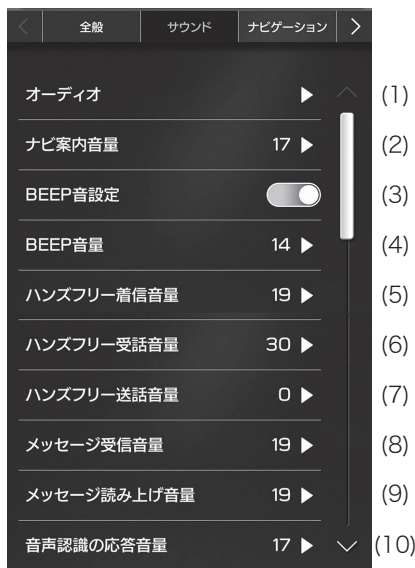 全般 サウンド ナビゲーション
オーディオ (1)
ナビ案内音量 17 (2)
BEEP音設定 (3)
BEEP音量 14 (4)
ハンズフリー着信音量 19 (5)
ハンズフリー受話音量 30 (6)
ハンズフリー送話音量 0 (7)
メッセージ受信音量 19 (8)
メッセージ読み上げ音量 19 (9)
音声認識の応答音量 17 (10)